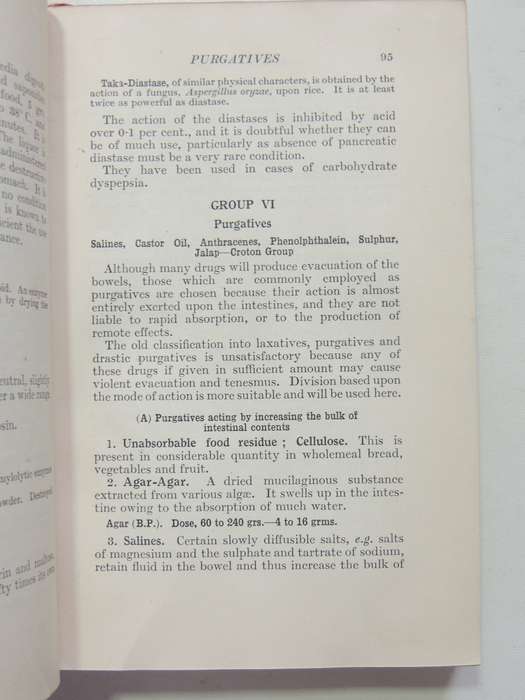 PURGATIVES 95
Taka-Diastase, of similar physical characters, is obtained by the
action of a fungus, Aspergillus oryzae, upon rice. It is at least
twice as powerful as diastase.
The action of the diastases is inhibited by acid
over 0·1 per cent., and it is doubtful whether they can
be of much use, particularly as absence of pancreatic
diastase must be a very rare condition.
They have been used in cases of carbohydrate
dyspepsia.
GROUP VI
Purgatives
Salines, Castor Oil, Anthracenes, Phenolphthalein, Sulphur,
Jalap—Croton Group
Although many drugs will produce evacuation of the
bowels, those which are commonly employed as
purgatives are chosen because their action is almost
entirely exerted upon the intestines, and they are not
liable to rapid absorption, or to the production of
remote effects.
The old classification into laxatives, purgatives and
drastic purgatives is unsatisfactory because any of
these drugs if given in sufficient amount may cause
violent evacuation and tenesmus. Division based upon
the mode of action is more suitable and will be used here.
(A) Purgatives acting by increasing the bulk of
intestinal contents
1. Unabsorbable food residue ; Cellulose. This is
present in considerable quantity in wholemeal bread,
vegetables and fruit.
2. Agar-Agar. A dried mucilaginous substance
extracted from various algæ. It swells up in the intes-
tine owing to the absorption of much water.
Agar (B.P.). Dose, 60 to 240 grs.—4 to 16 grms.
3. Salines. Certain slowly diffusible salts, e.g. salts
of magnesium and the sulphate and tartrate of sodium,
retain fluid in the bowel and thus increase the bulk of